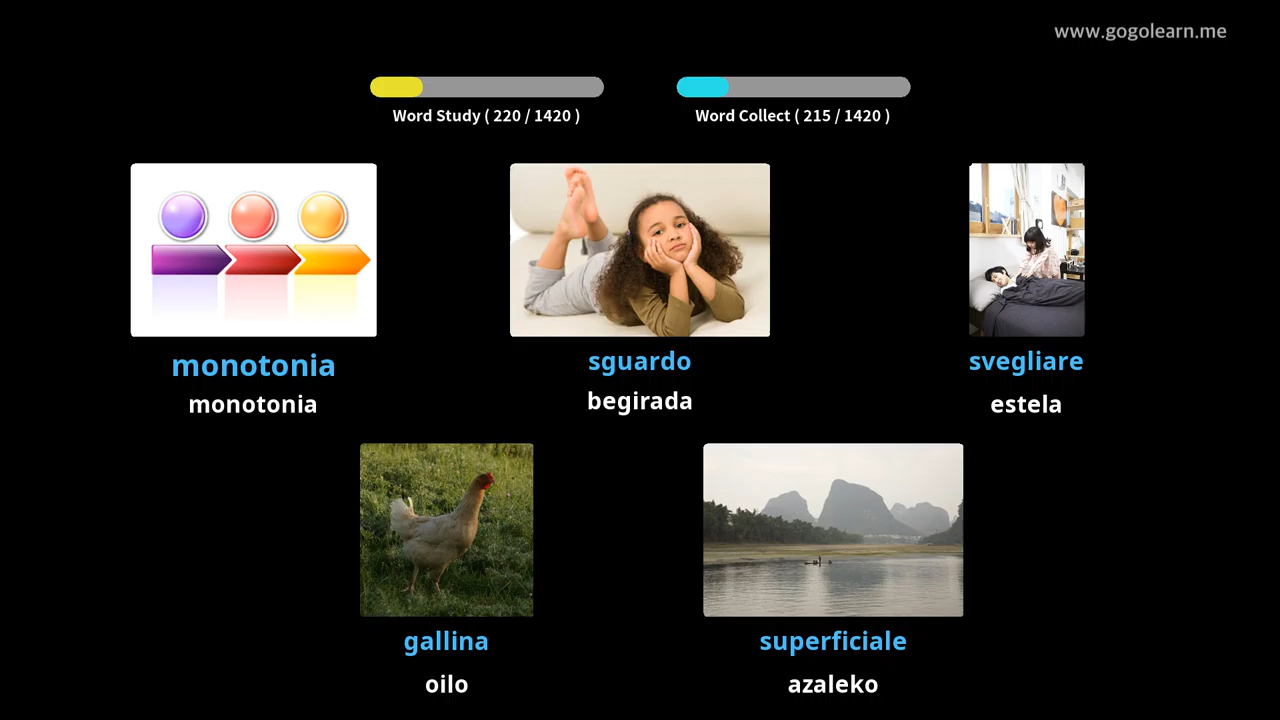 www.gogolearn.me
Word Study ( 220 / 1420 )
Word Collect ( 215 / 1420 )
monotonia
monotonia
sguardo
begirada
svegliare
estela
gallina
oilo
superficiale
azaleko